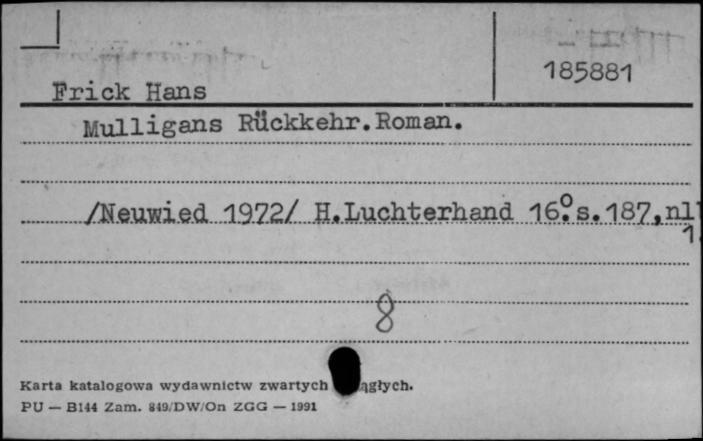 185881
Frick Hans
Mulligans Rückkehr.Roman.
/Neuwied 1972/ H.Luchterhand 16°.s.187,nl
1.
8
Karta katalogowa wydawnictw zwartych
PU — B144 Zam. 849/DW/On ZGG — 1991